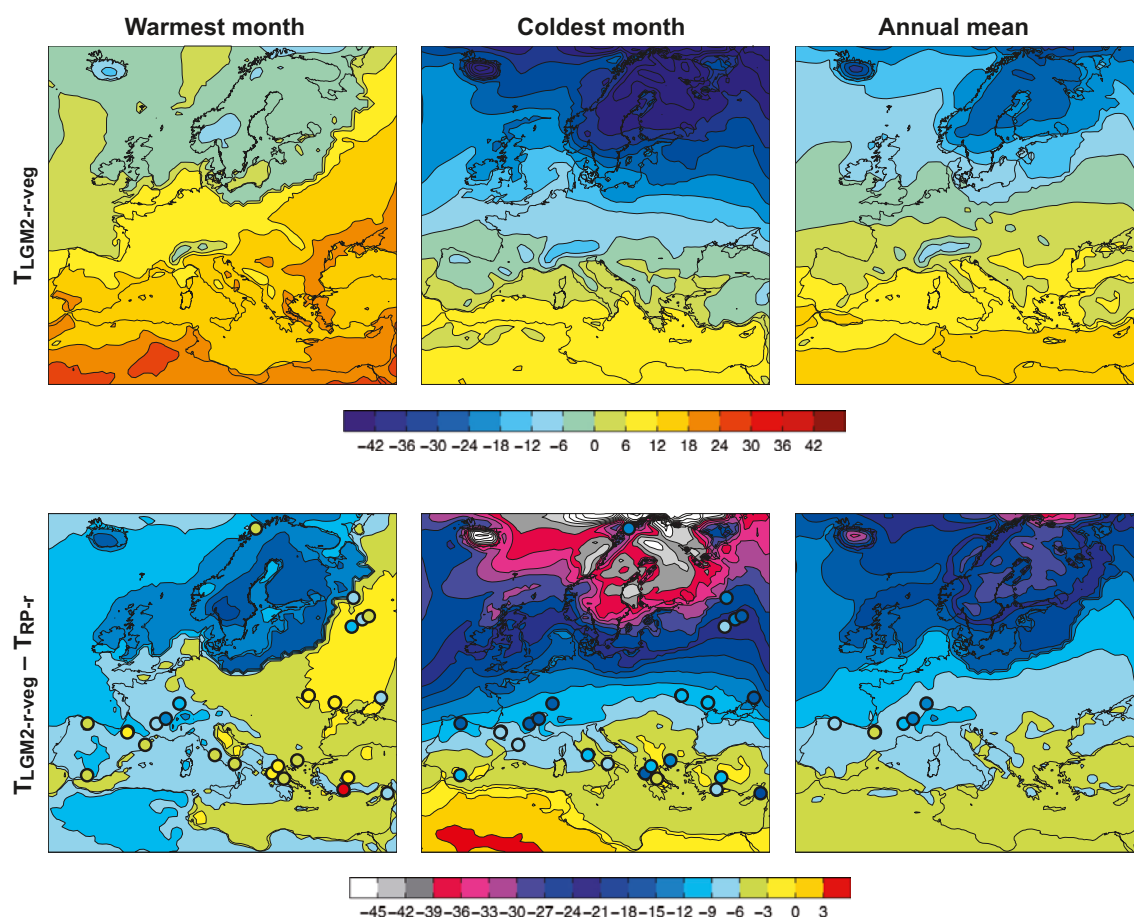 Warmest month Coldest month Annual mean
TLGM2-r-veg
−42 −36 −30 −24 −18 −12 −6 0 6 12 18 24 30 36 42
TLGM2-r-veg – TRP-r
−45 −42 −39 −36 −33 −30 −27 −24 −21 −18 −15 −12 −9 −6 −3 0 3